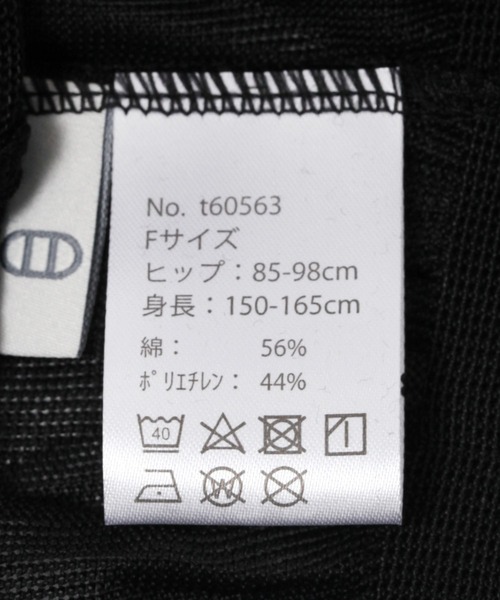 No. t60563
Fサイズ
ヒップ：85-98cm
身長：150-165cm
綿： 56%
ﾎﾟﾘｴﾁﾚﾝ： 44%
40
W